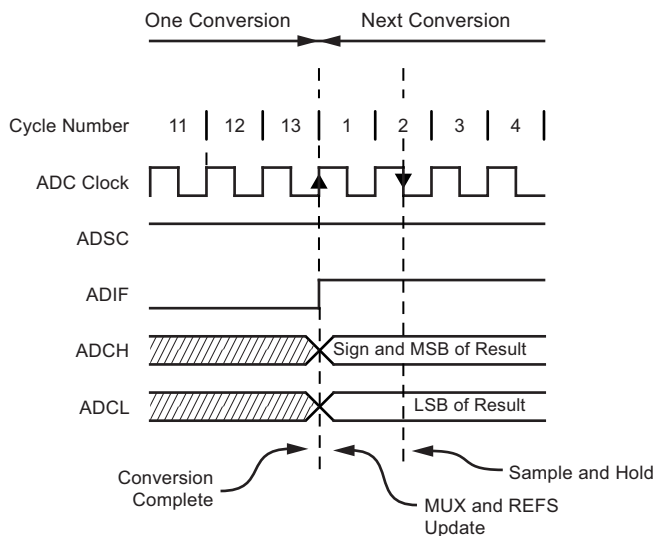 One Conversion Next Conversion
Cycle Number 11 12 13 1 2 3 4
ADC Clock
ADSC
ADIF
ADCH Sign and MSB of Result
ADCL LSB of Result
Conversion
Complete
MUX and REFS
Update
Sample and Hold